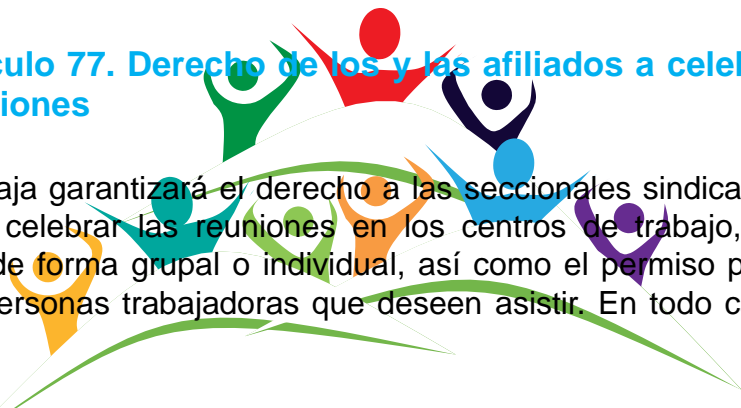 culo 77. Derecho de los y las afiliados a celeb
iones
aja garantizará el derecho a las seccionales sindica
celebrar las reuniones en los centros de trabajo,
de forma grupal o individual, así como el permiso p
ersonas trabajadoras que deseen asistir. En todo c